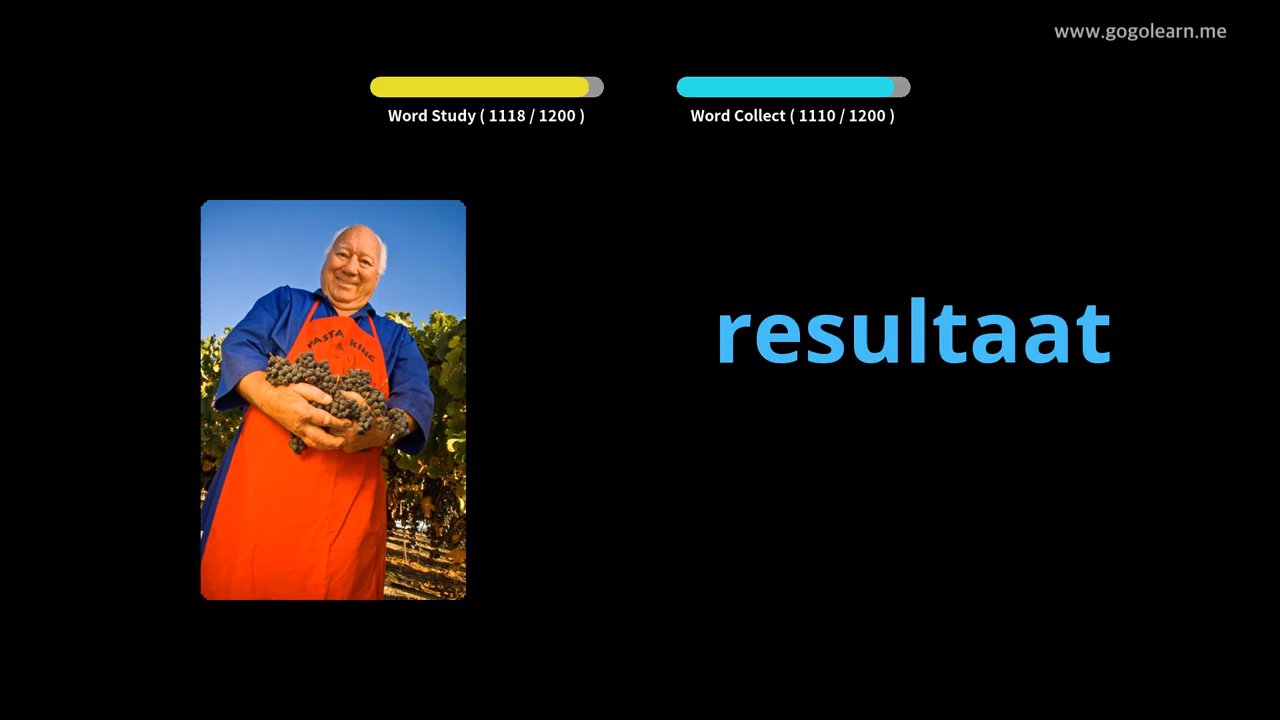 www.gogolearn.me
Word Study ( 1118 / 1200 )
Word Collect ( 1110 / 1200 )
PASTA KING
resultaat